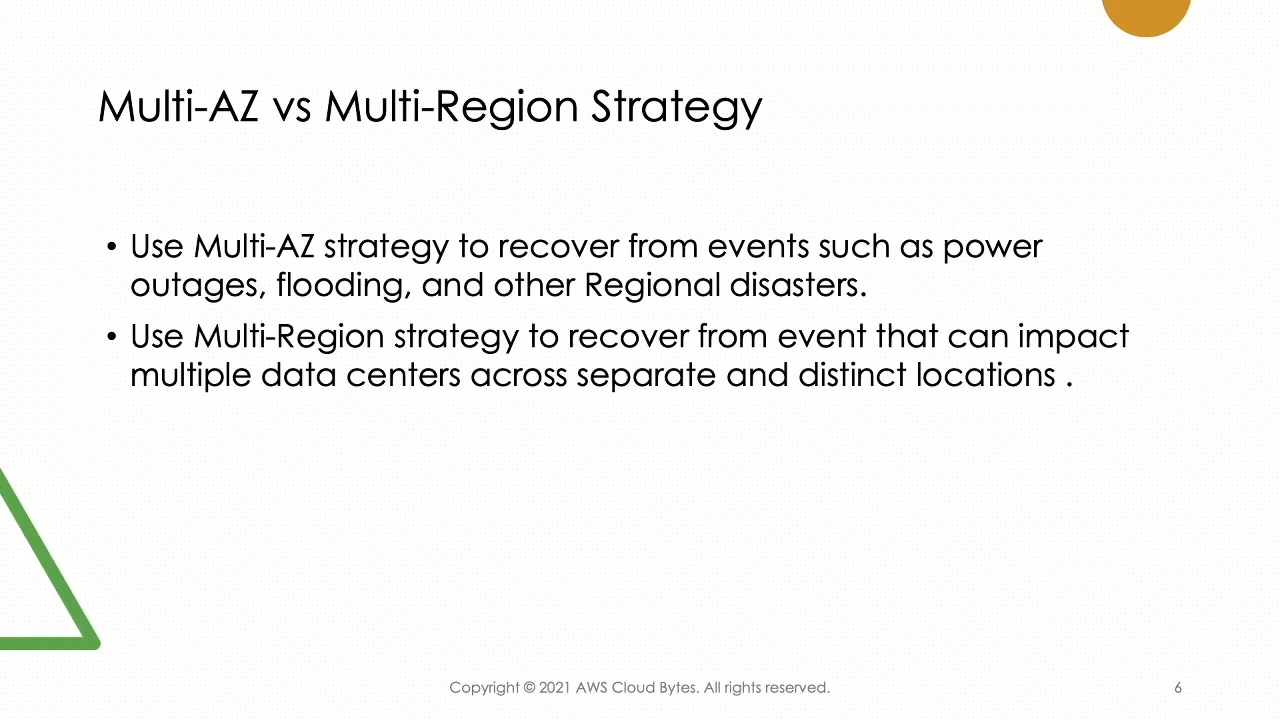 Multi-AZ vs Multi-Region Strategy
• Use Multi-AZ strategy to recover from events such as power
outages, flooding, and other Regional disasters.
• Use Multi-Region strategy to recover from event that can impact
multiple data centers across separate and distinct locations .
Copyright © 2021 AWS Cloud Bytes. All rights reserved.
6